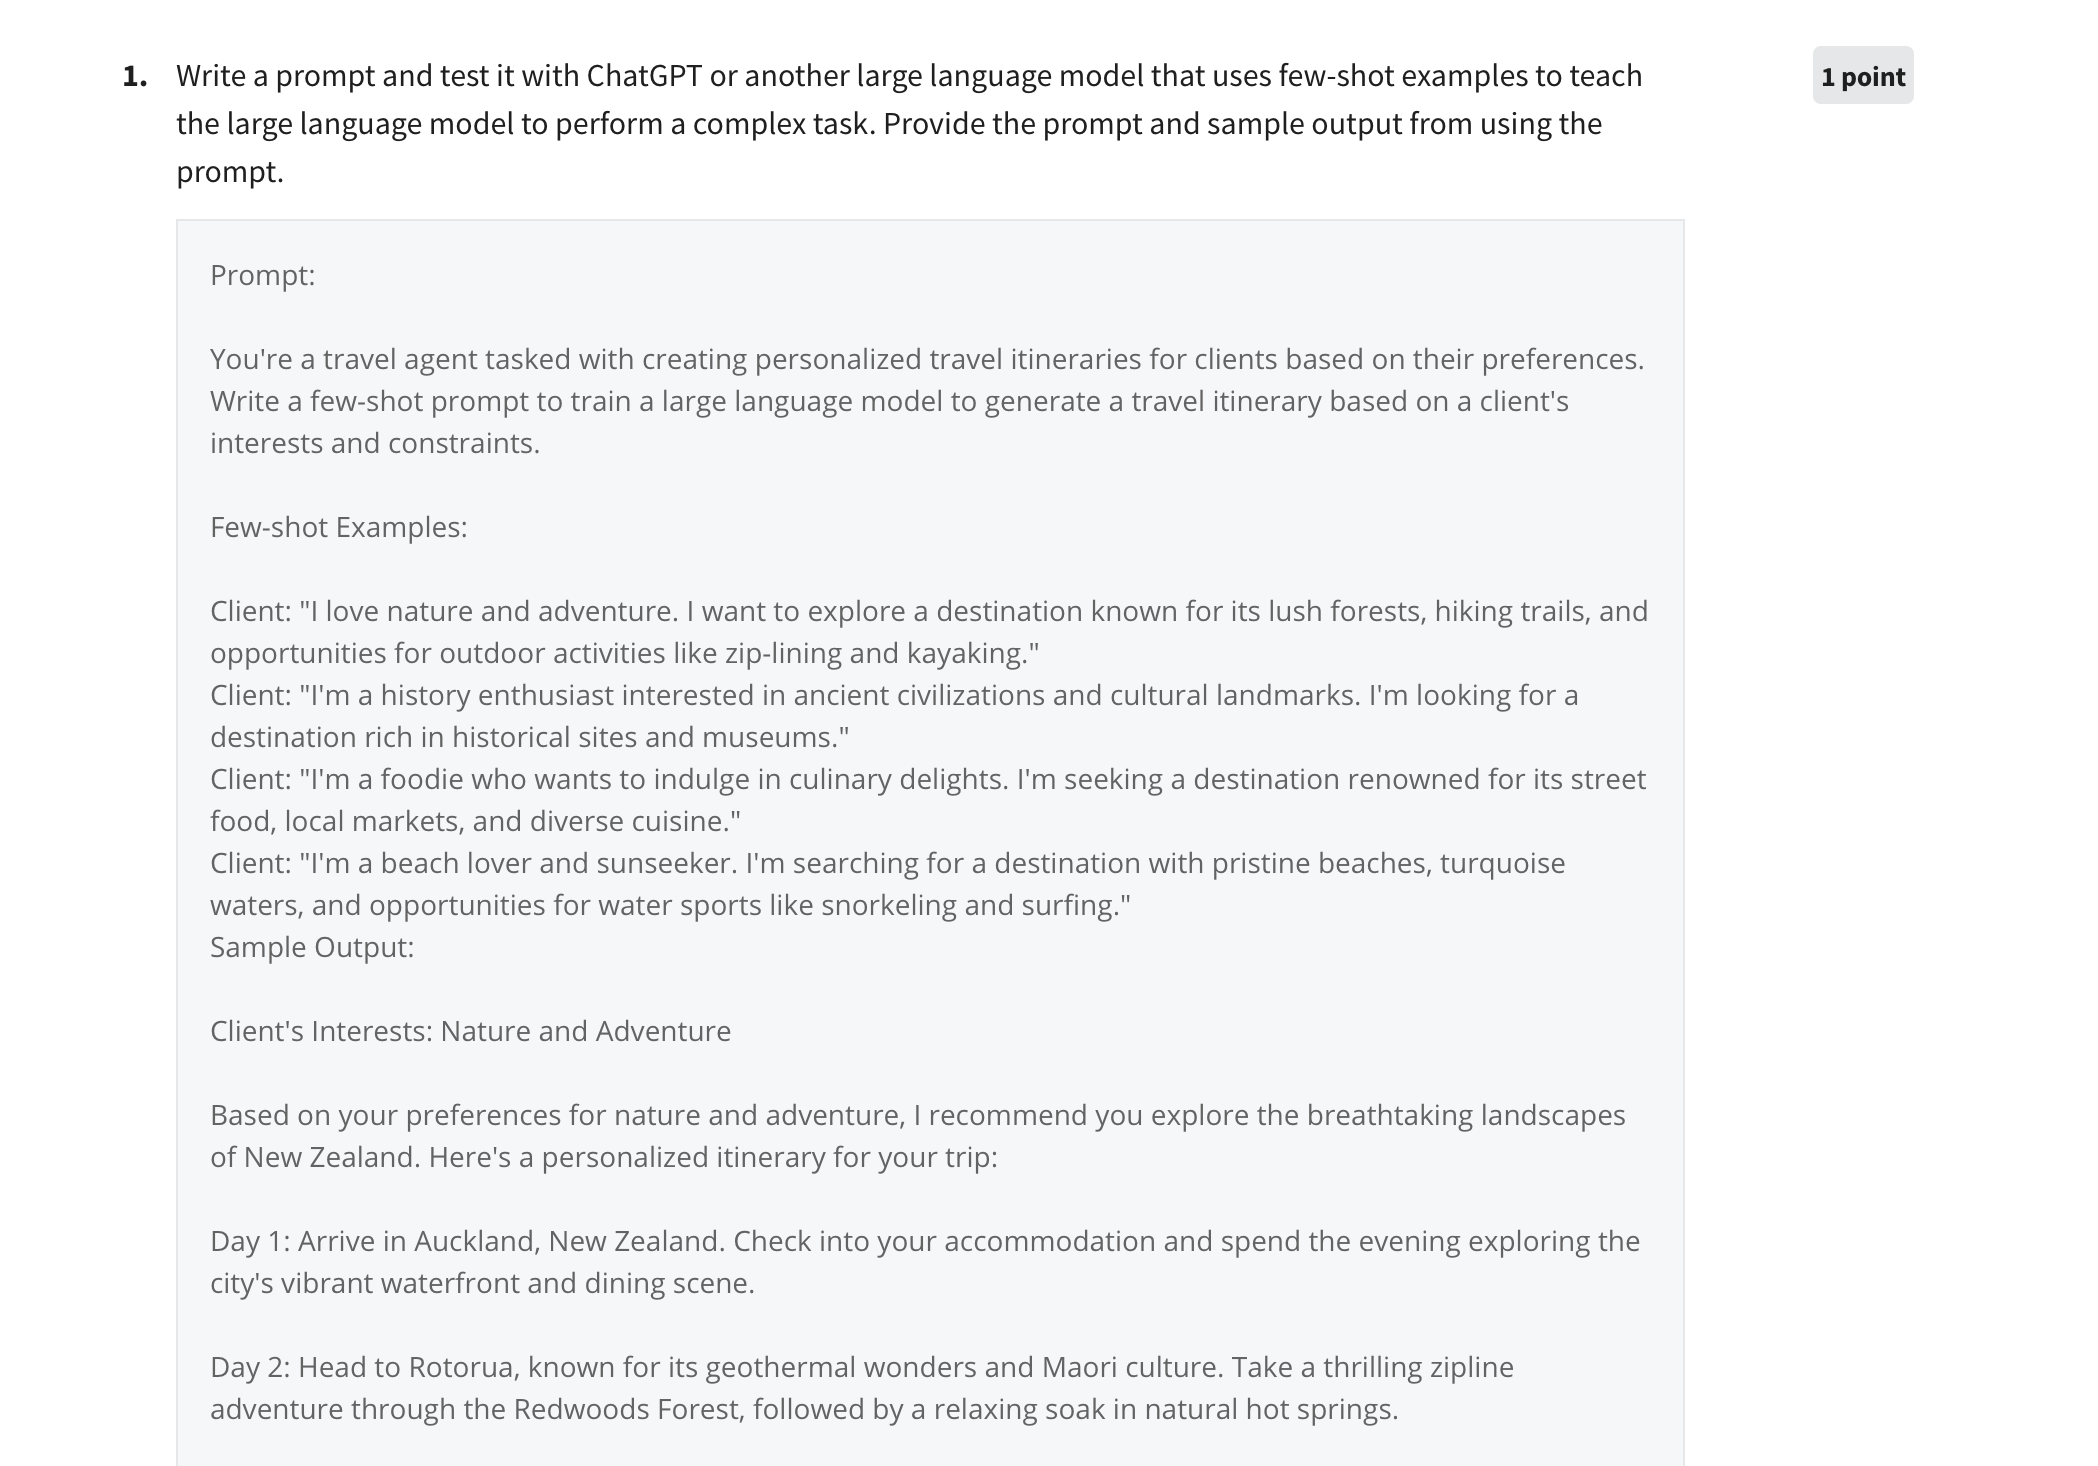 1. Write a prompt and test it with ChatGPT or another large language model that uses few-shot examples to teach
1 point
the large language model to perform a complex task. Provide the prompt and sample output from using the
prompt.
Prompt:
You're a travel agent tasked with creating personalized travel itineraries for clients based on their preferences.
Write a few-shot prompt to train a large language model to generate a travel itinerary based on a client's
interests and constraints.
Few-shot Examples:
Client: "I love nature and adventure. I want to explore a destination known for its lush forests, hiking trails, and
opportunities for outdoor activities like zip-lining and kayaking."
Client: "I'm a history enthusiast interested in ancient civilizations and cultural landmarks. I'm looking for a
destination rich in historical sites and museums."
Client: "I'm a foodie who wants to indulge in culinary delights. I'm seeking a destination renowned for its street
food, local markets, and diverse cuisine."
Client: "I'm a beach lover and sunseeker. I'm searching for a destination with pristine beaches, turquoise
waters, and opportunities for water sports like snorkeling and surfing."
Sample Output:
Client's Interests: Nature and Adventure
Based on your preferences for nature and adventure, I recommend you explore the breathtaking landscapes
of New Zealand. Here's a personalized itinerary for your trip:
Day 1: Arrive in Auckland, New Zealand. Check into your accommodation and spend the evening exploring the
city's vibrant waterfront and dining scene.
Day 2: Head to Rotorua, known for its geothermal wonders and Maori culture. Take a thrilling zipline
adventure through the Redwoods Forest, followed by a relaxing soak in natural hot springs.